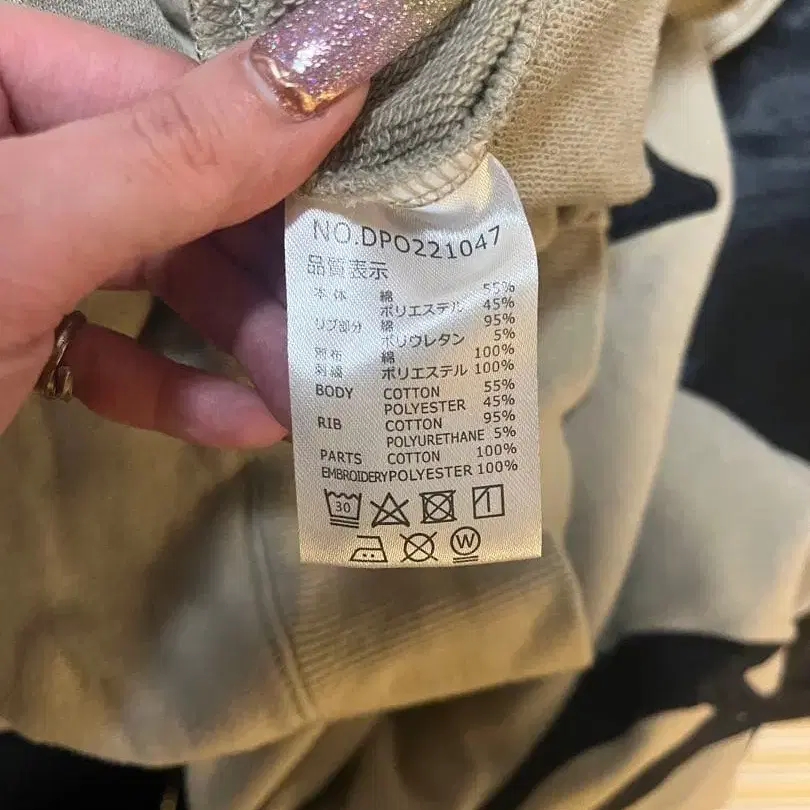 NO.DPO221047
品質表示
本体 綿 55%
ポリエステル 45%
リブ部分 綿 95%
ポリウレタン 5%
別布 綿 100%
刺繍 ポリエステル 100%
BODY COTTON 55%
POLYESTER 45%
RIB COTTON 95%
POLYURETHANE 5%
PARTS COTTON 100%
EMBROIDERY POLYESTER 100%
30
W